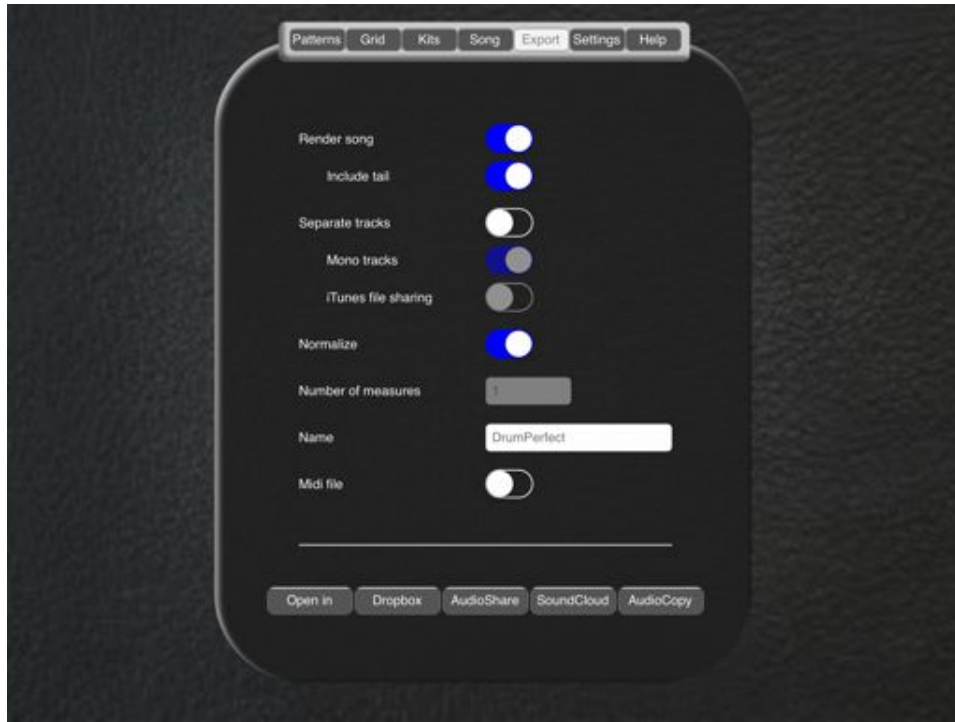 Patterns Grid Kits Song Export Settings Help
Render song
Include tail
Separate tracks
Mono tracks
iTunes file sharing
Normalize
Number of measures 1
Name DrumPerfect
Midi file
Open in Dropbox AudioShare SoundCloud AudioCopy